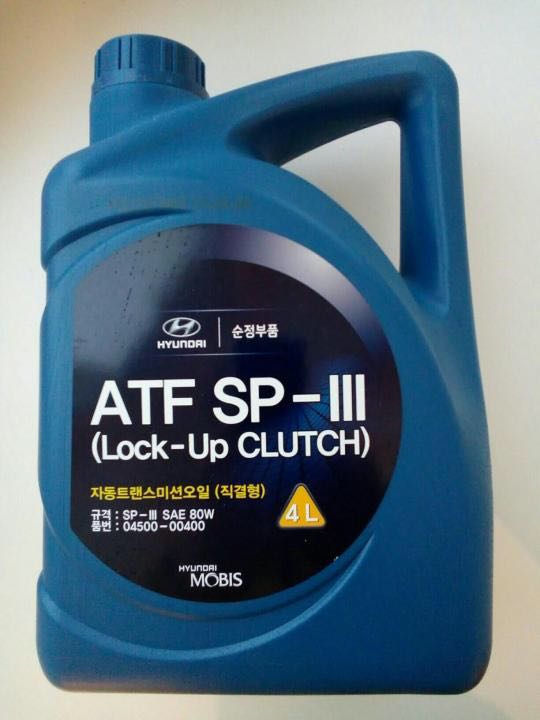 HYUNDAI
순정부품
ATF SP-III
(Lock-Up CLUTCH)
자동트랜스미션오일 (직결형)
규격 : SP-III SAE 80W
품번 : 04500-00400
4 L
HYUNDAI
MOBIS